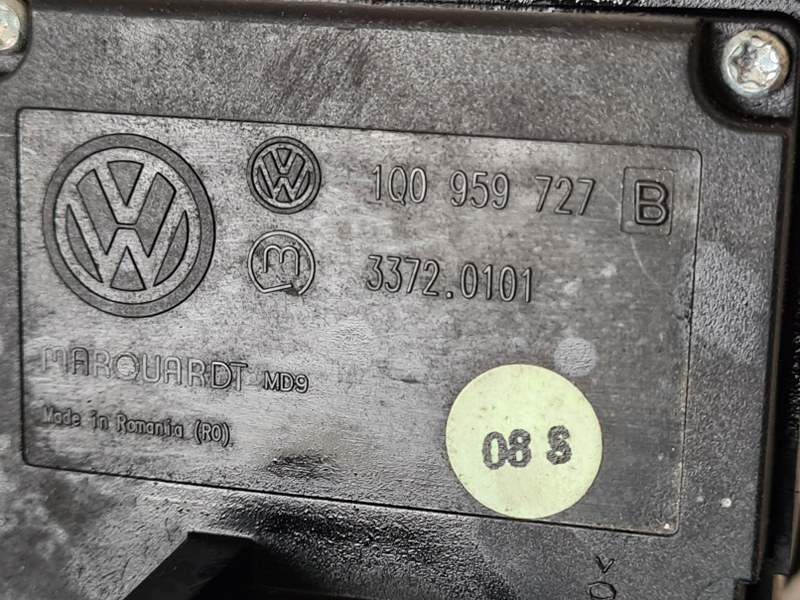 1Q0 959 727 B
3372.0101
MARQUARDT MD9
Made in Romania (RO)
08 S